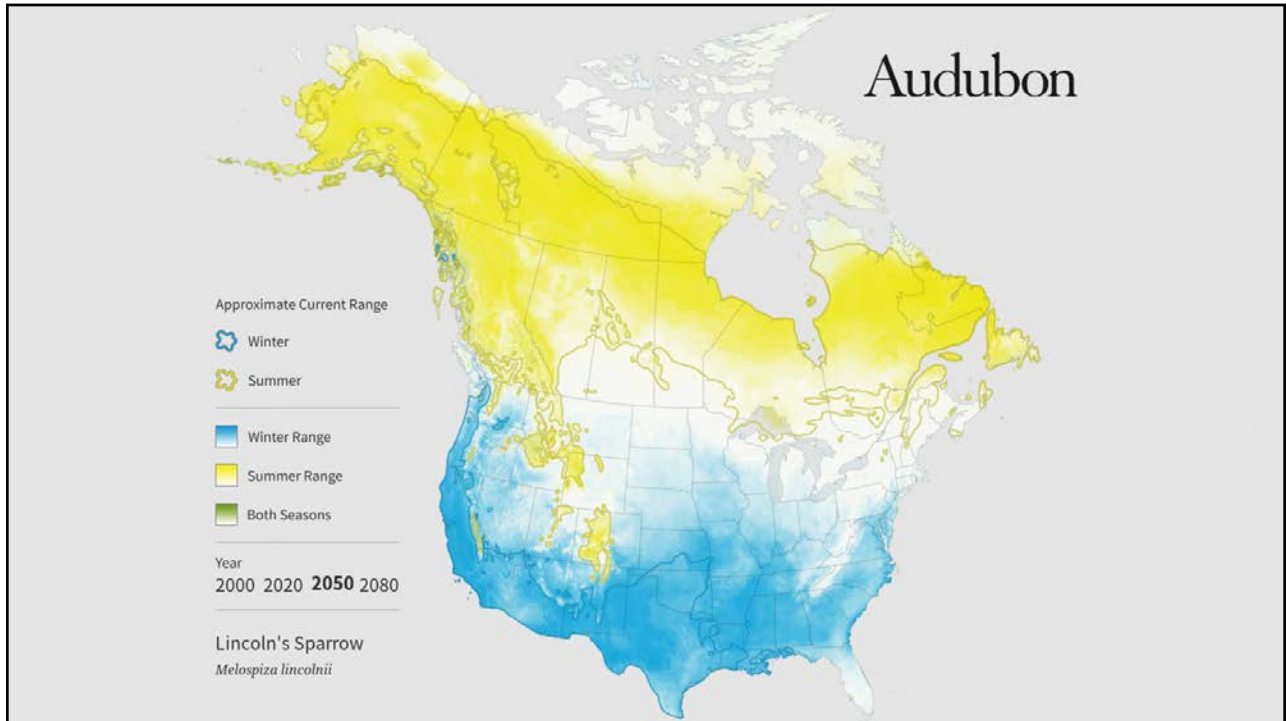 Audubon
Approximate Current Range
Winter
Summer
Winter Range
Summer Range
Both Seasons
Year
2000 2020 2050 2080
Lincoln's Sparrow
Melospiza lincolnii